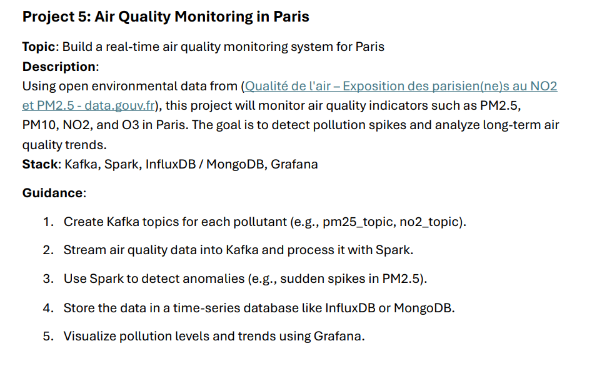 Project 5: Air Quality Monitoring in Paris
Topic: Build a real-time air quality monitoring system for Paris
Description:
Using open environmental data from (Qualité de l'air – Exposition des parisien(ne)s au NO2
et PM2.5 - data.gouv.fr), this project will monitor air quality indicators such as PM2.5,
PM10, NO2, and O3 in Paris. The goal is to detect pollution spikes and analyze long-term air
quality trends.
Stack: Kafka, Spark, InfluxDB / MongoDB, Grafana
Guidance:
1. Create Kafka topics for each pollutant (e.g., pm25_topic, no2_topic).
2. Stream air quality data into Kafka and process it with Spark.
3. Use Spark to detect anomalies (e.g., sudden spikes in PM2.5).
4. Store the data in a time-series database like InfluxDB or MongoDB.
5. Visualize pollution levels and trends using Grafana.